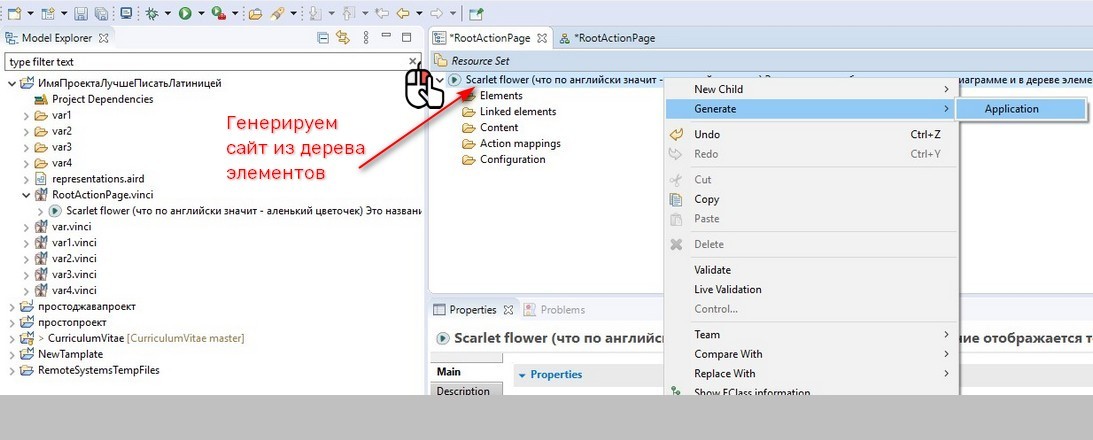 Model Explorer
type filter text
ИмяПроектаЛучшеПисатьЛатиницей
Project Dependencies
var1
var2
var3
var4
representations.aird
RootActionPage.vinci
Scarlet flower (что по английски значит - аленький цветочек) Это названи
var.vinci
var1.vinci
var2.vinci
var3.vinci
var4.vinci
простоджавапроект
простопроект
> CurriculumVitae [CurriculumVitae master]
NewTamplate
RemoteSystemsTempFiles
Генерируем
сайт из дерева
элементов
*RootActionPage
*RootActionPage
Resource Set
Scarlet flower (что по английски значит -
диаграмме и в дереве элеме
Elements
Linked elements
Content
Action mappings
Configuration
New Child
Generate
Application
Undo Ctrl+Z
Redo Ctrl+Y
Cut
Copy
Paste
Delete
Validate
Live Validation
Control...
Team
Compare With
Replace With
Show EClass information
Properties
Problems
Scarlet flower (что по английс
ние отображается т
Main
Properties
Description